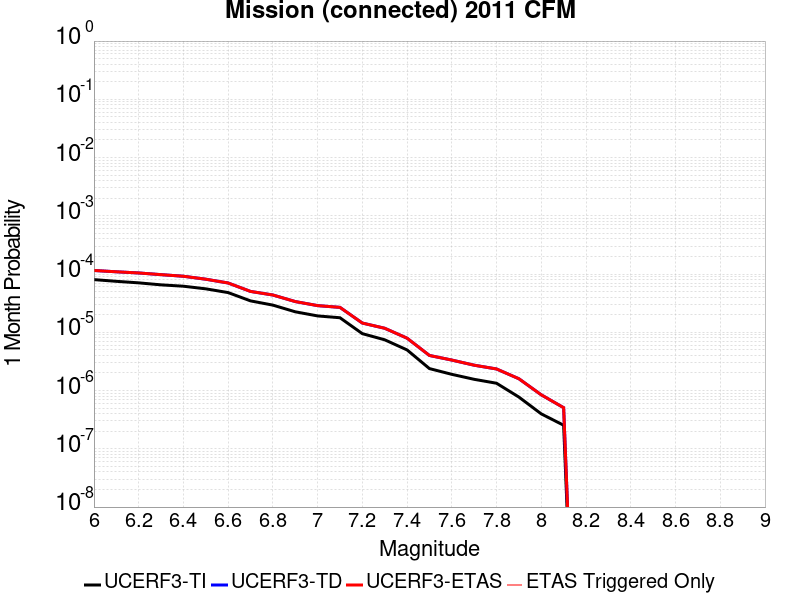 Mission (connected) 2011 CFM
10 0
10 -1
10 -2
10 -3
10 -4
10 -5
10 -6
10 -7
10 -8
1 Month Probability
6 6.2 6.4 6.6 6.8 7 7.2 7.4 7.6 7.8 8 8.2 8.4 8.6 8.8 9
Magnitude
UCERF3-TI UCERF3-TD UCERF3-ETAS ETAS Triggered Only